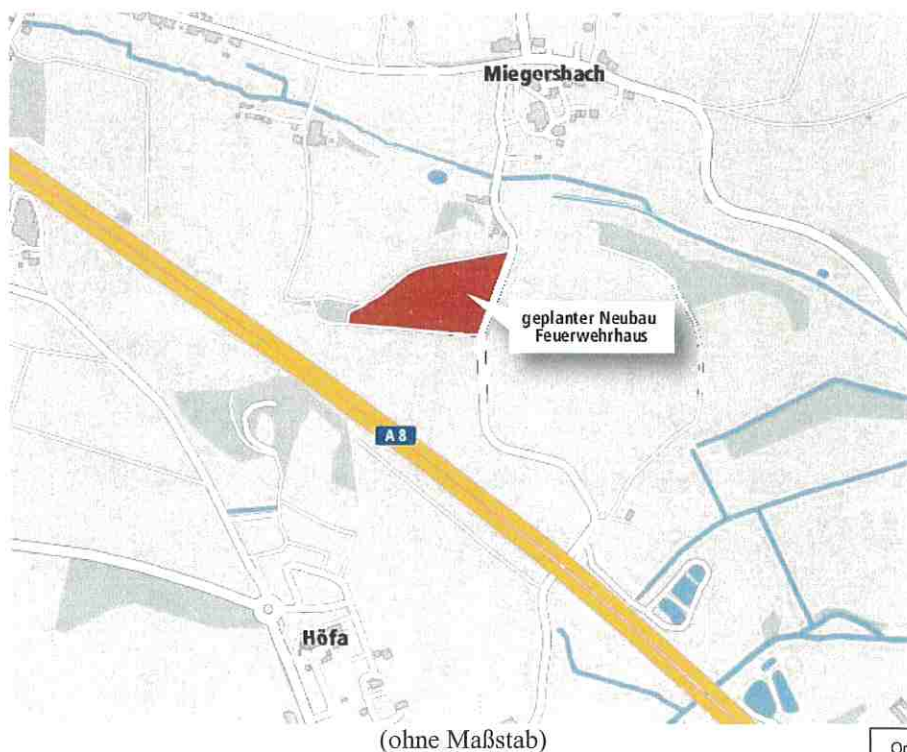 Miegersbach
geplanter Neubau
Feuerwehrhaus
A 8
Höfa
(ohne Maßstab)